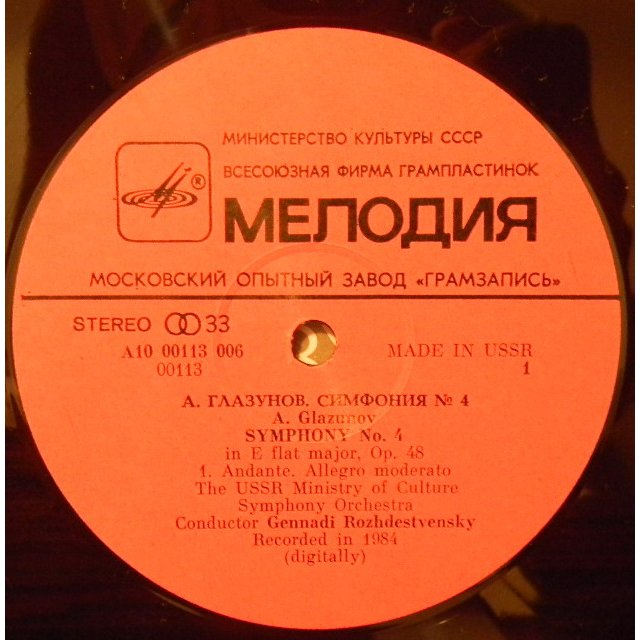 МИНИСТЕРСТВО КУЛЬТУРЫ СССР
ВСЕСОЮЗНАЯ ФИРМА ГРАМПЛАСТИНОК
®
МЕЛОДИЯ
МОСКОВСКИЙ ОПЫТНЫЙ ЗАВОД «ГРАМЗАПИСЬ»
STEREO 33
А10 00113 006 MADE IN USSR
00113 1
А. ГЛАЗУНОВ. СИМФОНИЯ № 4
A. Glazunov
SYMPHONY No. 4
in E flat major, Op. 48
1. Andante. Allegro moderato
The USSR Ministry of Culture
Symphony Orchestra
Conductor Gennadi Rozhdestvensky
Recorded in 1984
(digitally)